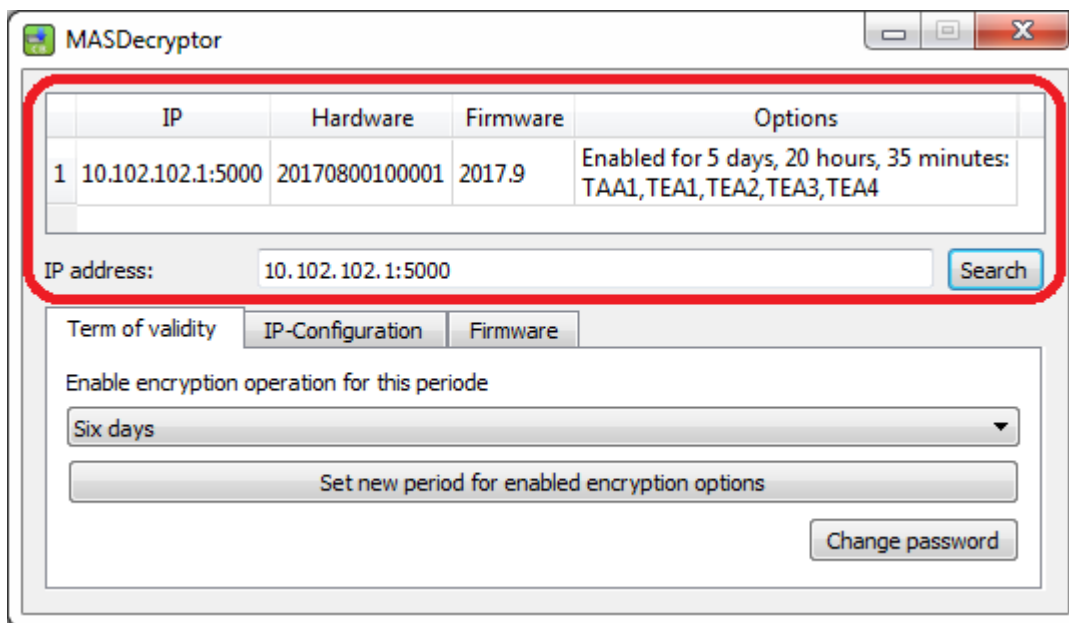 MASDecryptor
IP Hardware Firmware Options
1 10.102.102.1:5000 20170800100001 2017.9 Enabled for 5 days, 20 hours, 35 minutes:
TAA1,TEA1,TEA2,TEA3,TEA4
IP address: 10.102.102.1:5000 Search
Term of validity IP-Configuration Firmware
Enable encryption operation for this periode
Six days
Set new period for enabled encryption options
Change password